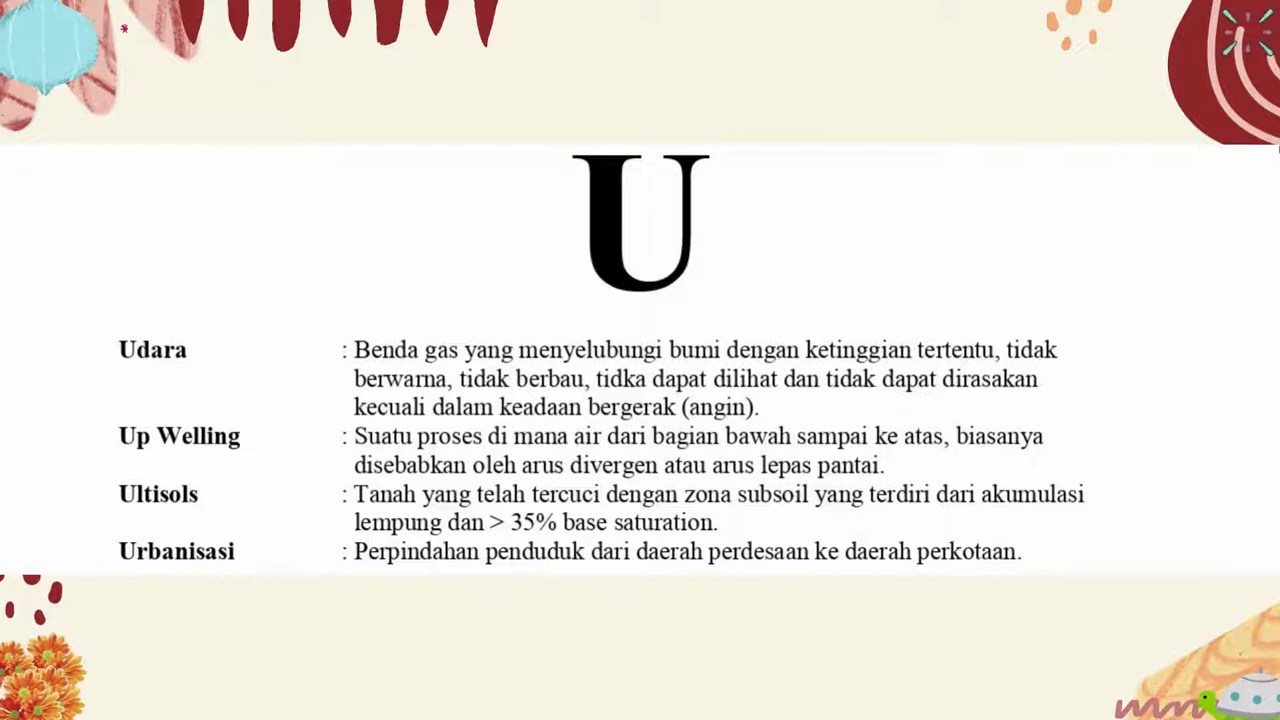 U
Udara : Benda gas yang menyelubungi bumi dengan ketinggian tertentu, tidak
berwarna, tidak berbau, tidka dapat dilihat dan tidak dapat dirasakan
kecuali dalam keadaan bergerak (angin).
Up Welling : Suatu proses di mana air dari bagian bawah sampai ke atas, biasanya
disebabkan oleh arus divergen atau arus lepas pantai.
Ultisols : Tanah yang telah tercuci dengan zona subsoil yang terdiri dari akumulasi
lempung dan > 35% base saturation.
Urbanisasi : Perpindahan penduduk dari daerah perdesaan ke daerah perkotaan.